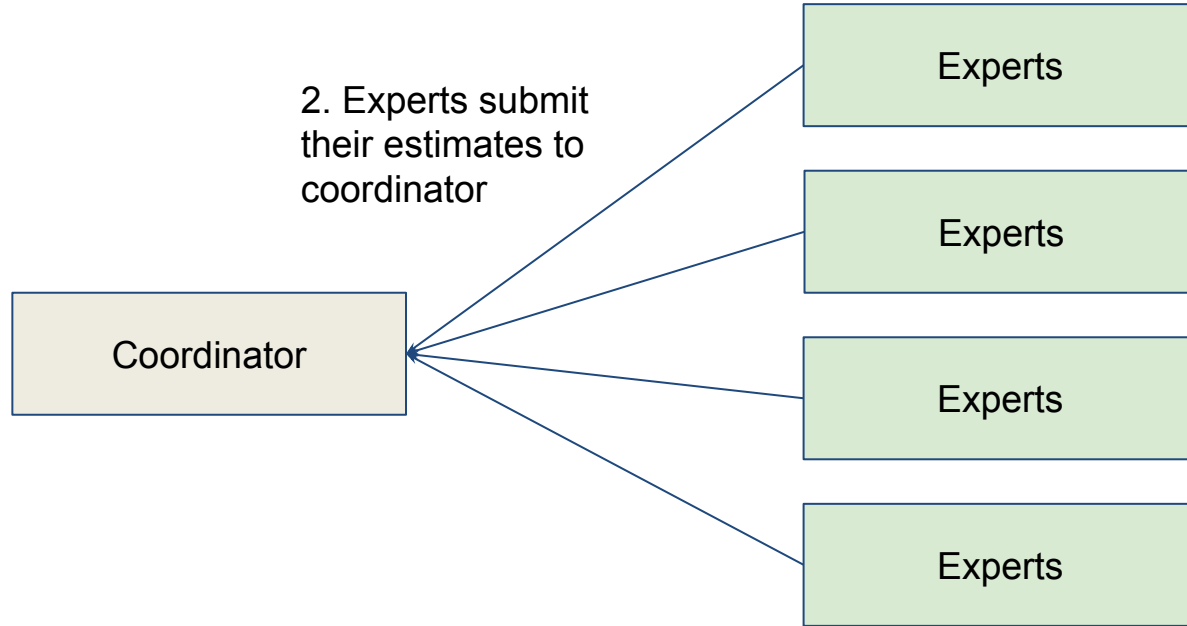 Experts
2. Experts submit
their estimates to
coordinator
Experts
Coordinator
Experts
Experts